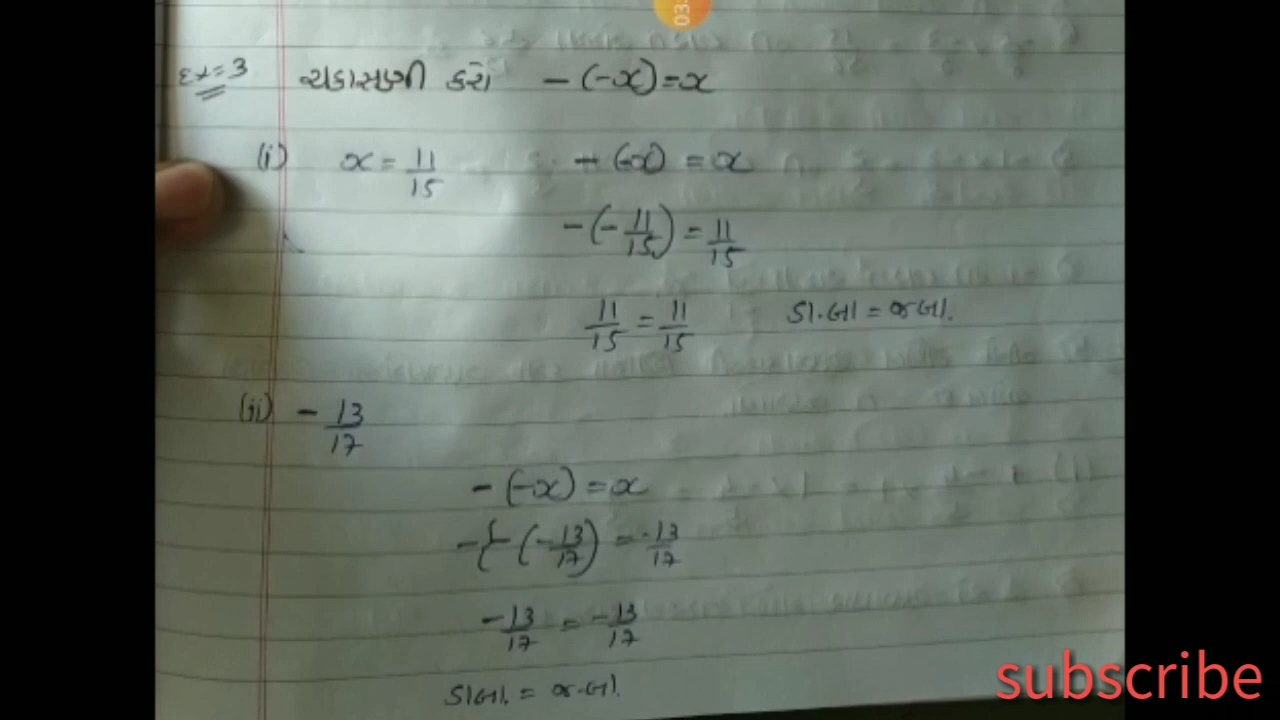 03:
Ex=3 ચકાસણી કરો -(-x)=x
(i) x = 11/15 -(-x) = x
-(-11/15) = 11/15
11/15 = 11/15 ડા.બા = જ.બા.
(ii) -13/17
-(-x) = x
-{-(-13/17) = -13/17
-13/17 = -13/17
ડા.બા. = જ.બા.
subscribe